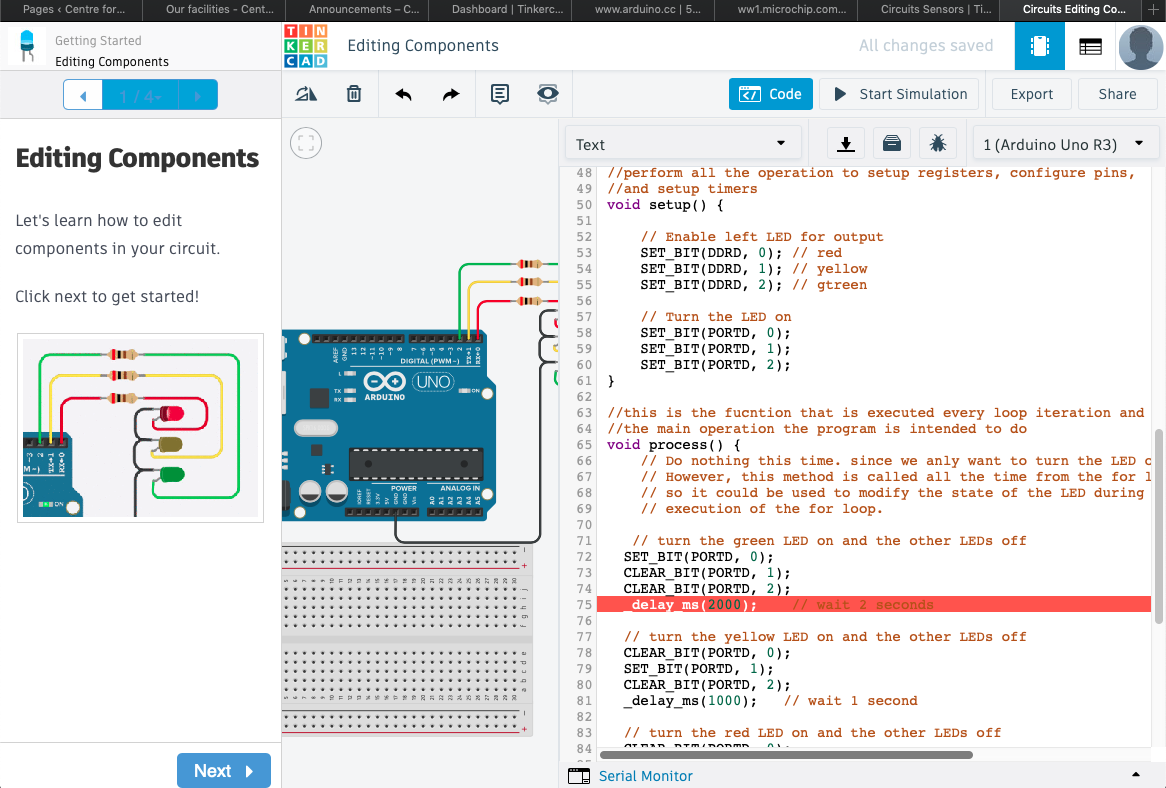 Pages ‹ Centre for...
Our facilities - Cent...
Announcements – C...
Dashboard | Tinkerc...
www.arduino.cc | 5...
ww1.microchip.com...
Circuits Sensors | Ti...
Circuits Editing Co...
Getting Started
Editing Components
TIN
KER
CAD
Editing Components
All changes saved
1 / 4
Code
Start Simulation
Export
Share
Editing Components
Let's learn how to edit
components in your circuit.
Click next to get started!
Next
Text
1 (Arduino Uno R3)
DIGITAL (PWM~)
UNO
ARDUINO
ON
TX
RX
L
POWER
ANALOG IN
48 //perform all the operation to setup registers, configure pins,
49 //and setup timers
50 void setup() {
51
52 // Enable left LED for output
53 SET_BIT(DDRD, 0); // red
54 SET_BIT(DDRD, 1); // yellow
55 SET_BIT(DDRD, 2); // gtreen
56
57 // Turn the LED on
58 SET_BIT(PORTD, 0);
59 SET_BIT(PORTD, 1);
60 SET_BIT(PORTD, 2);
61 }
62
63 //this is the fucntion that is executed every loop iteration and
64 //the main operation the program is intended to do
65 void process() {
66 // Do nothing this time. since we anly want to turn the LED
67 // However, this method is called all the time from the for
68 // so it could be used to modify the state of the LED during
69 // execution of the for loop.
70
71 // turn the green LED on and the other LEDs off
72 SET_BIT(PORTD, 0);
73 CLEAR_BIT(PORTD, 1);
74 CLEAR_BIT(PORTD, 2);
75 _delay_ms(2000); // wait 2 seconds
76
77 // turn the yellow LED on and the other LEDs off
78 CLEAR_BIT(PORTD, 0);
79 SET_BIT(PORTD, 1);
80 CLEAR_BIT(PORTD, 2);
81 _delay_ms(1000); // wait 1 second
82
83 // turn the red LED on and the other LEDs off
84 CLEAR_BIT(PORTD, 0);
Serial Monitor